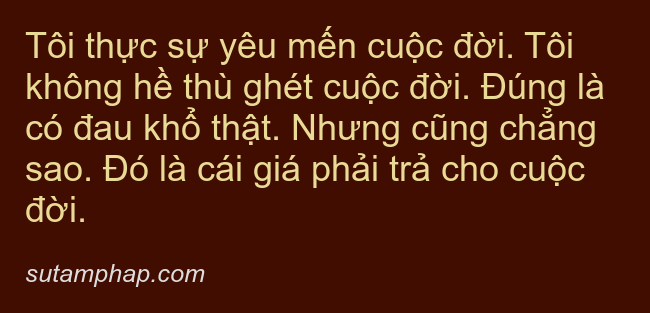 Tôi thực sự yêu mến cuộc đời. Tôi
không hề thù ghét cuộc đời. Đúng là
có đau khổ thật. Nhưng cũng chẳng
sao. Đó là cái giá phải trả cho cuộc
đời.
sutamphap.com